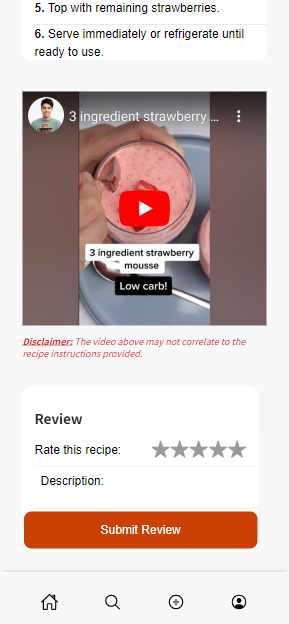 5. Top with remaining strawberries.
6. Serve immediately or refrigerate until
ready to use.
3 ingredient strawberry ...
3 ingredient strawberry
mousse
Low carb!
Disclaimer: The video above may not correlate to the
recipe instructions provided.
Review
Rate this recipe:
Description:
Submit Review